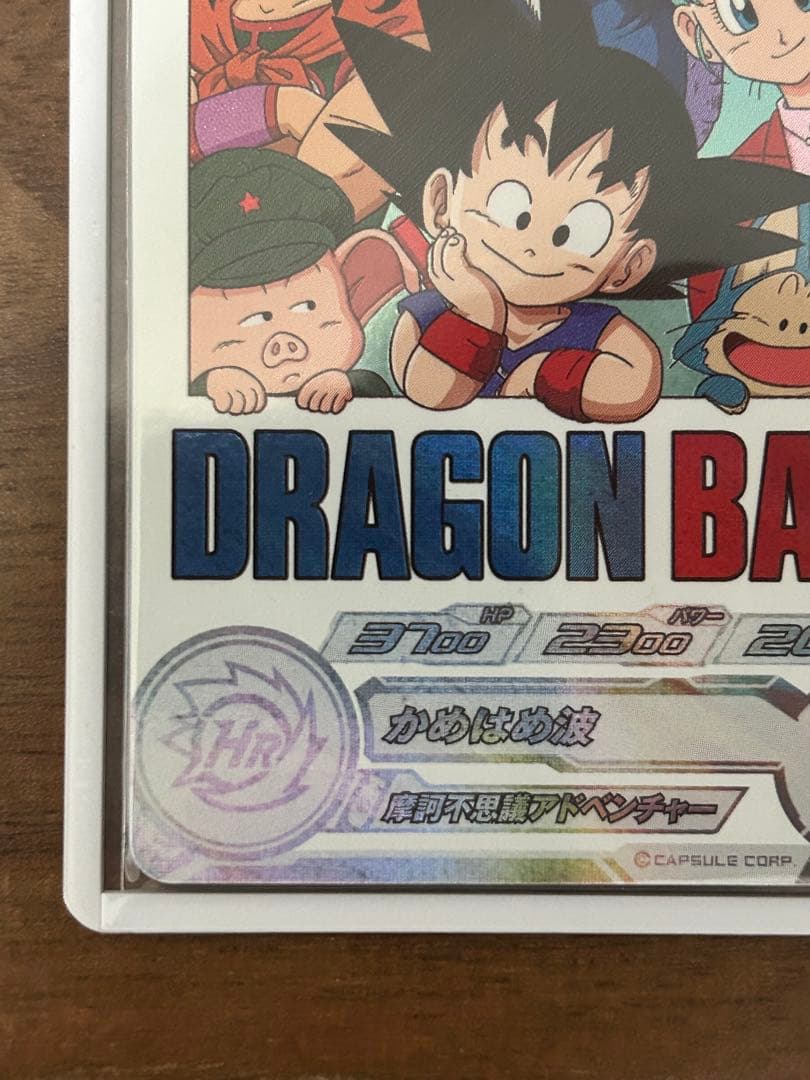 DRAGON BA
HP
3700
パワー
2300
20
HR
かめはめ波
摩訶不思議アドベンチャー
©CAPSULE CORP.